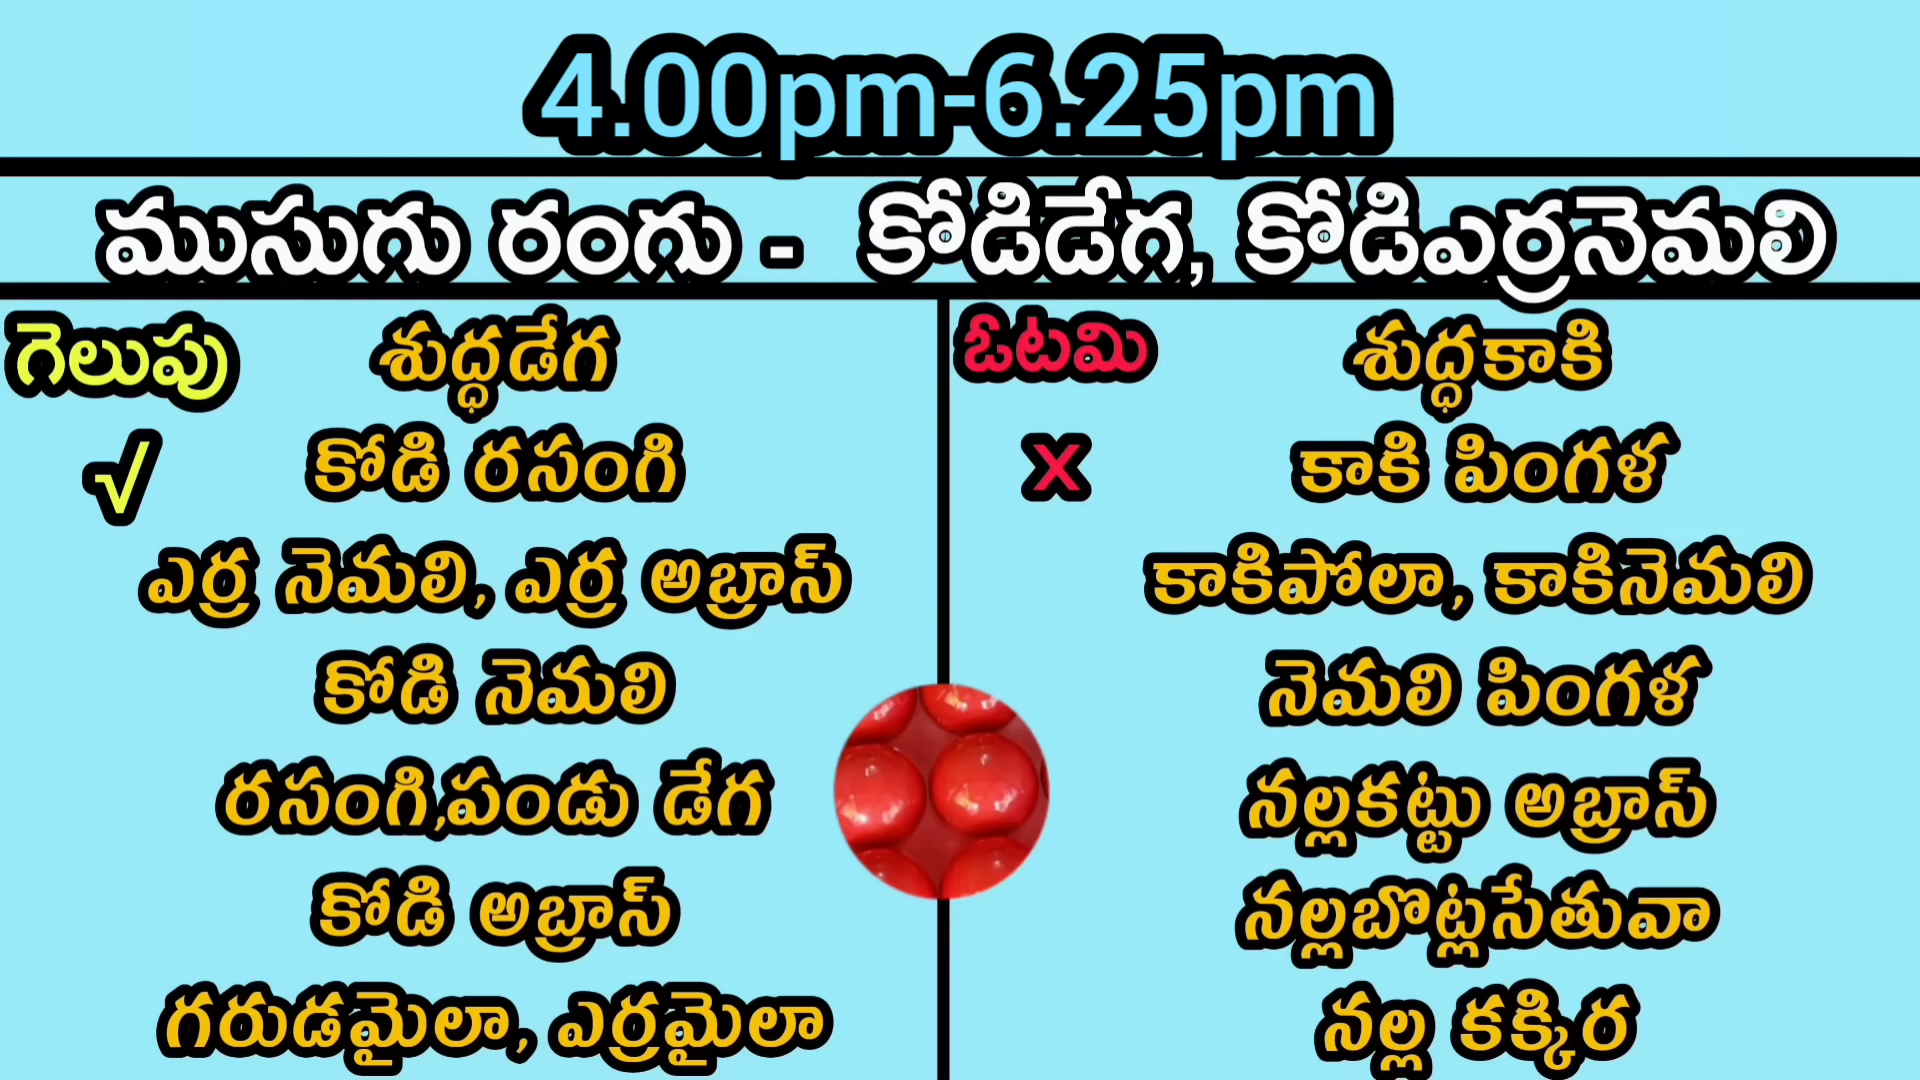 4.00pm-6.25pm
ముసుగు రంగు - కోడిడేగ, కోడిఎర్రనెమలి
గెలుపు శుద్ధడేగ
√ కోడి రసంగి
ఎర్ర నెమలి, ఎర్ర అబ్రాస్
కోడి నెమలి
రసంగి,పండు డేగ
కోడి అబ్రాస్
గరుడమైలా, ఎర్రమైలా
ఓటమి శుద్ధకాకి
x కాకి పింగళ
కాకిపోలా, కాకినెమలి
నెమలి పింగళ
నల్లకట్టు అబ్రాస్
నల్లబొట్లసేతువా
నల్ల కక్కిర